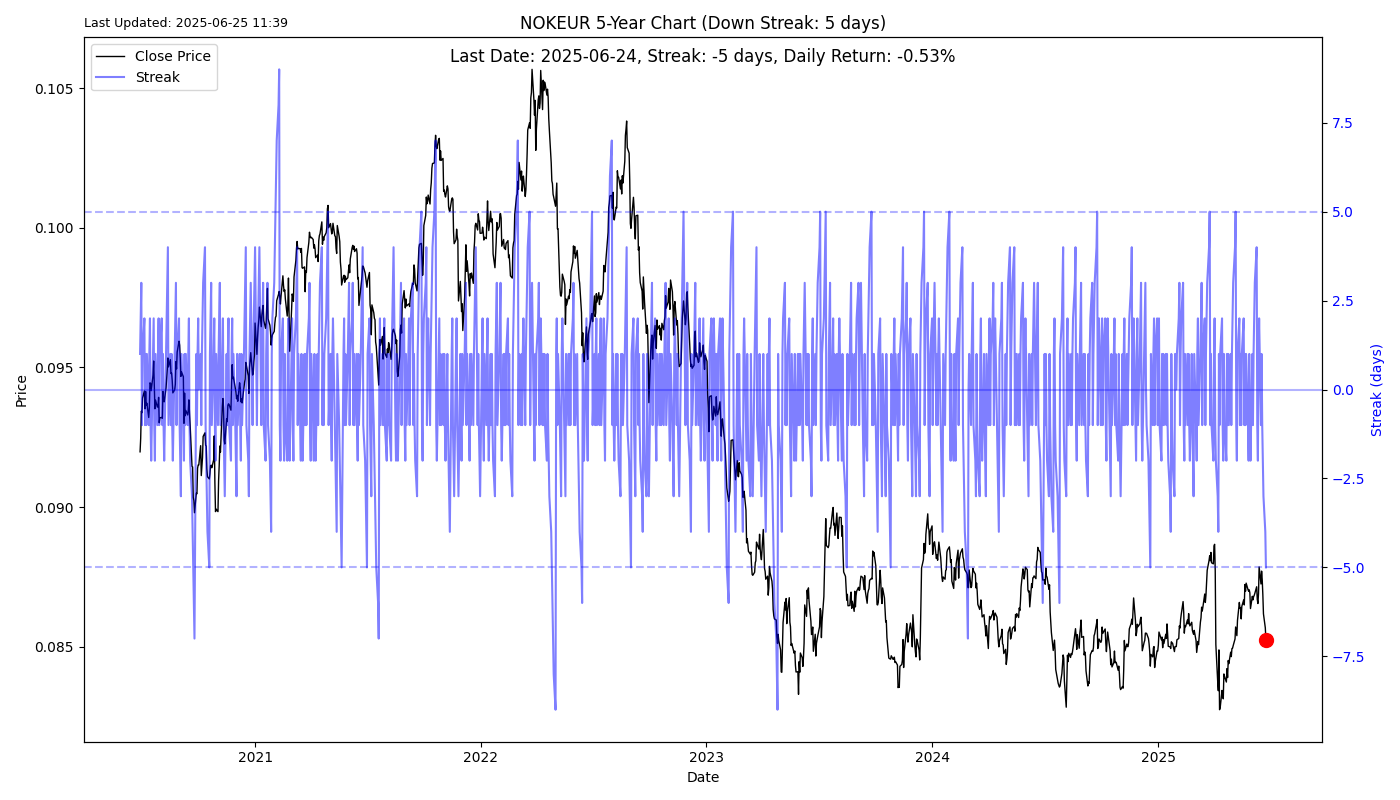 Last Updated: 2025-06-25 11:39
NOKEUR 5-Year Chart (Down Streak: 5 days)
Last Date: 2025-06-24, Streak: -5 days, Daily Return: -0.53%
Close Price
Streak
0.105
0.100
0.095
0.090
0.085
Price
7.5
5.0
2.5
0.0
−2.5
−5.0
−7.5
Streak (days)
2021
2022
2023
2024
2025
Date